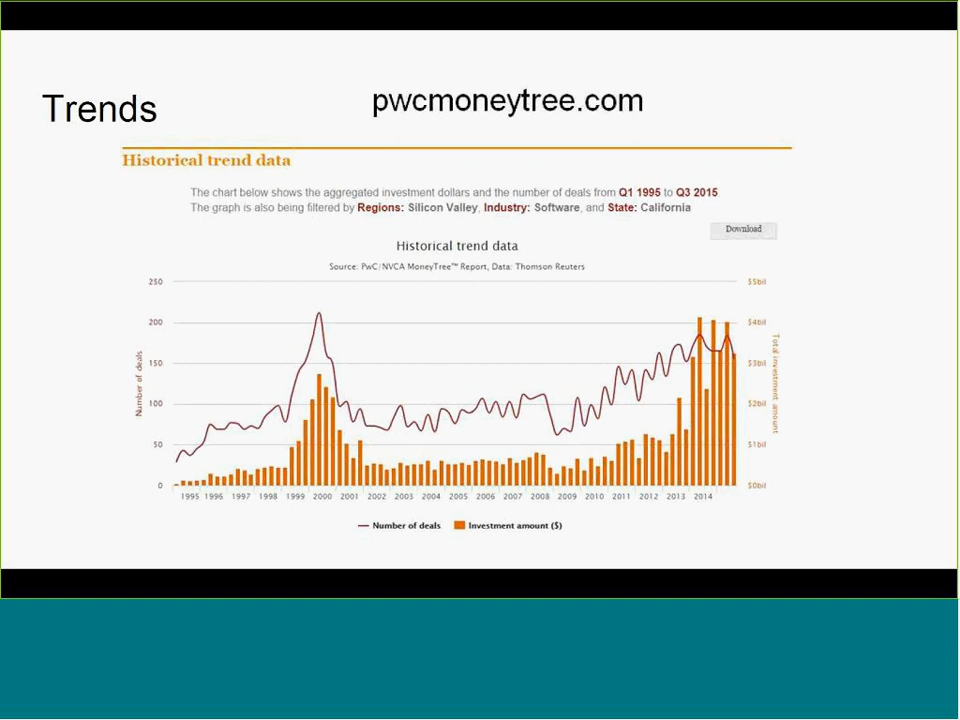 Trends
pwcmoneytree.com
Historical trend data
The chart below shows the aggregated investment dollars and the number of deals from Q1 1995 to Q3 2015
The graph is also being filtered by Regions: Silicon Valley, Industry: Software, and State: California
Download
Historical trend data
Source: PwC/NVCA MoneyTree™ Report, Data: Thomson Reuters
250
200
150
100
50
0
Number of deals
$5bil
$4bil
$3bil
$2bil
$1bil
$0bil
Total investment amount
1995 1996 1997 1998 1999 2000 2001 2002 2003 2004 2005 2006 2007 2008 2009 2010 2011 2012 2013 2014
Number of deals Investment amount ($)